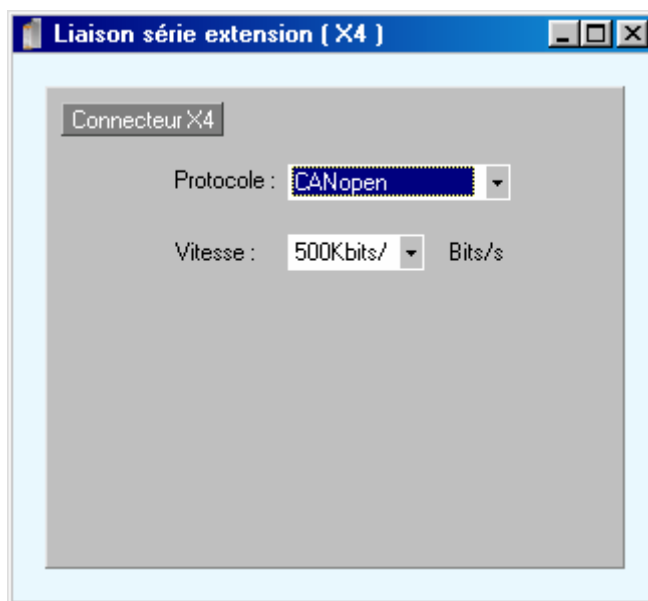 Liaison série extension ( X4 )
Connecteur X4
Protocole : CANopen
Vitesse : 500Kbits/ Bits/s